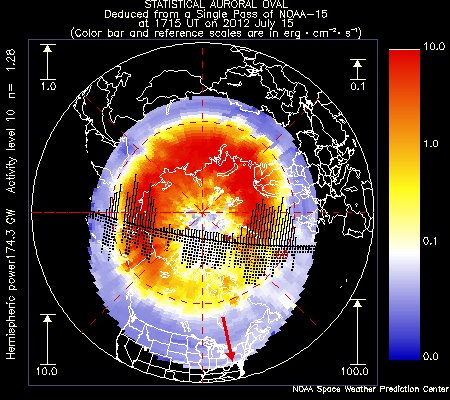 STATISTICAL AURORAL OVAL
Deduced from a Single Pass of NOAA-15
at 1715 UT on 2012 July 15
(Color bar and reference scales are in erg · cm⁻² · s⁻¹)
1.0
0.1
10.0
1.0
0.1
0.0
Hemispheric power174.3 GW Activity level 10 n= 1.28
10.0
100.0
NOAA Space Weather Prediction Center